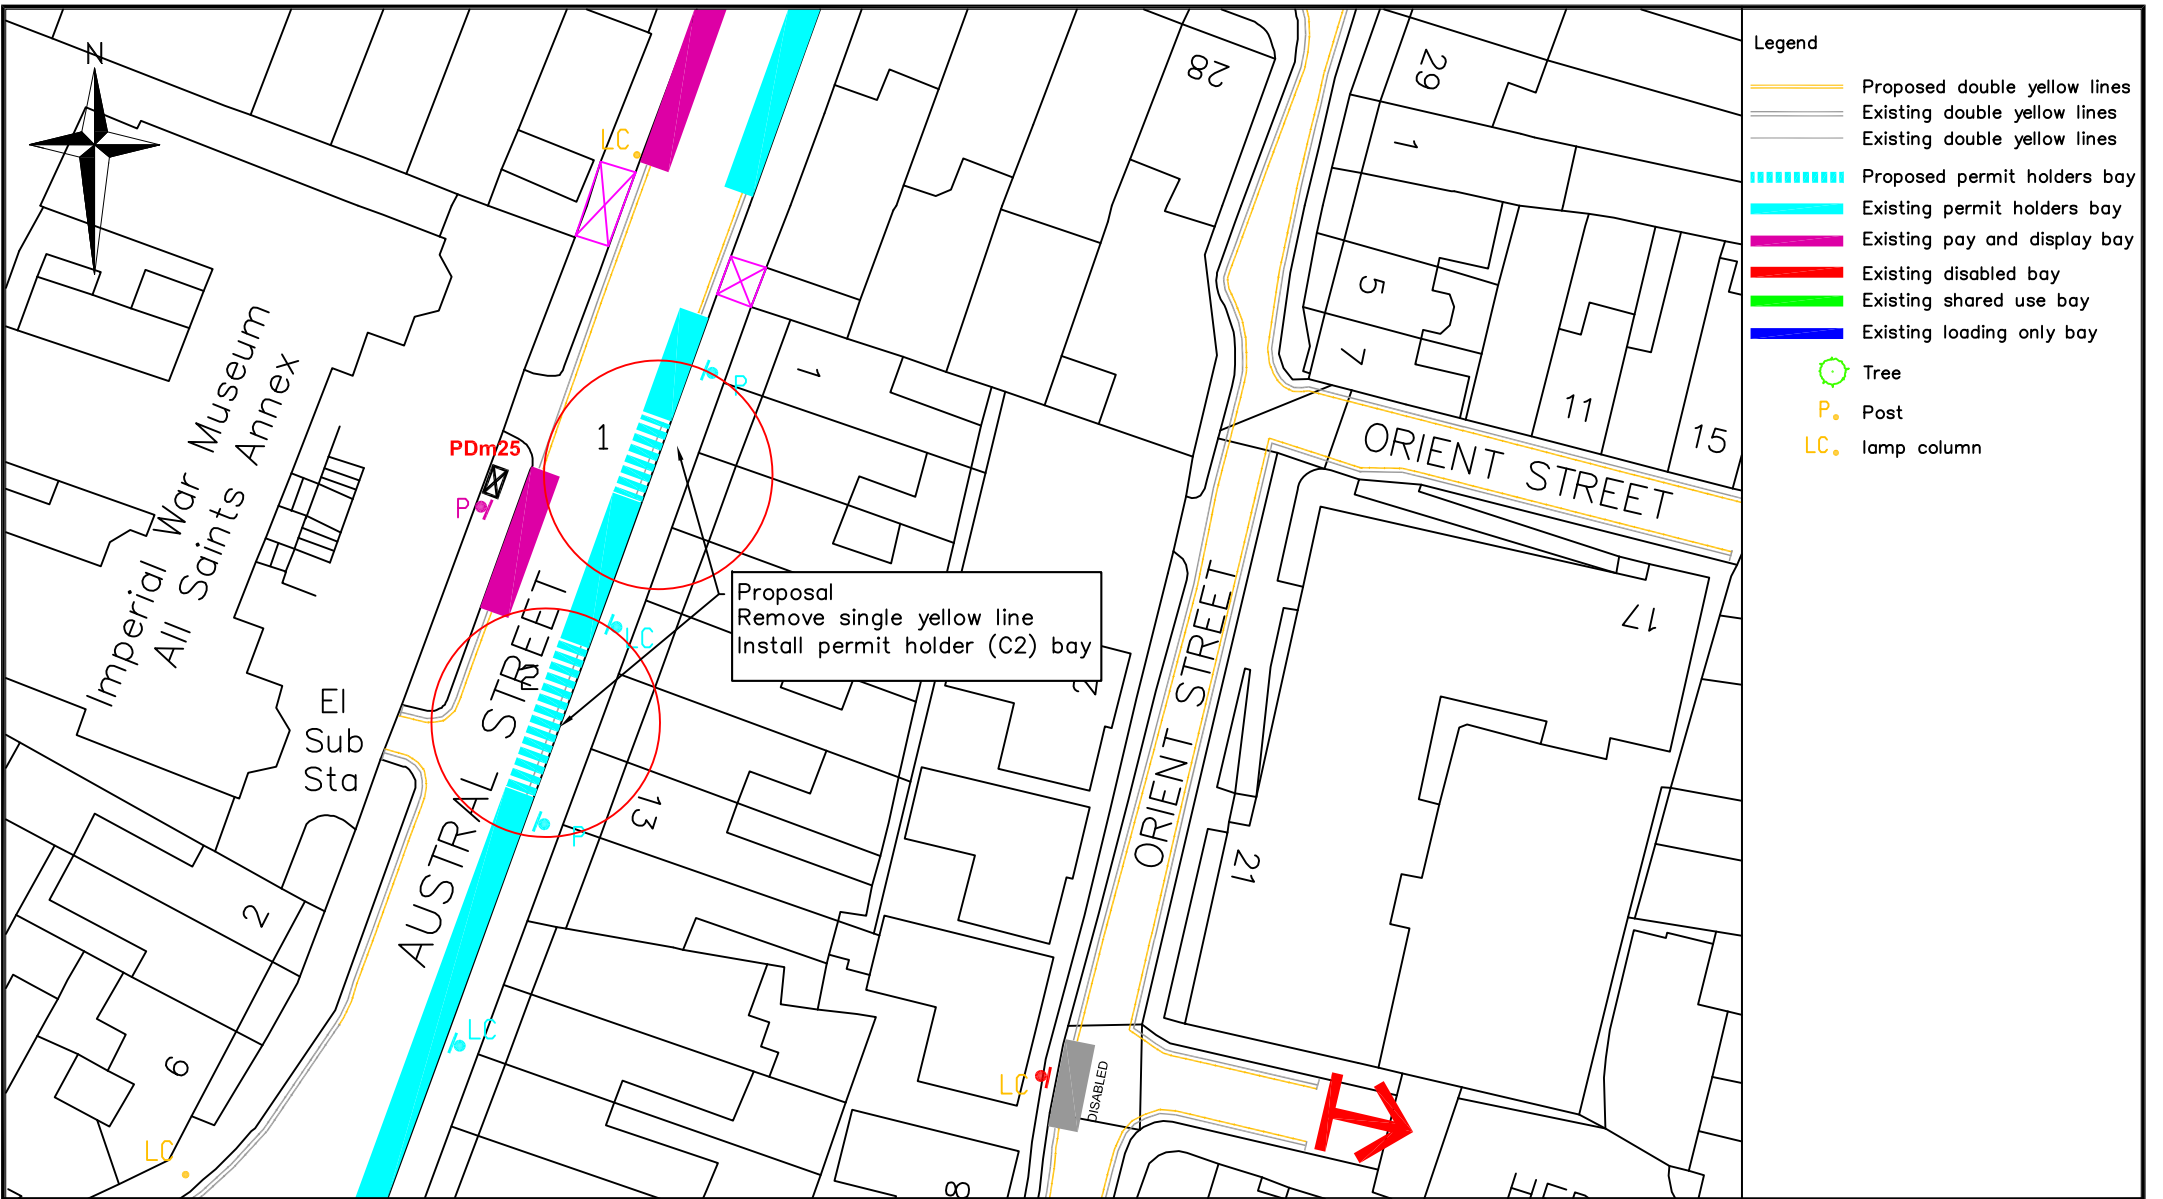 N
LC
28
29
1
5
7
11
15
ORIENT STREET
Imperial War Museum
All Saints Annex
PDm25
P
1
P
1
LC
2
AUSTRAL STREET
Proposal
Remove single yellow line
Install permit holder (C2) bay
El
Sub
Sta
13
P
2
6
LC
LC
ORIENT STREET
17
21
LC
DISABLED
8
Legend
Proposed double yellow lines
Existing double yellow lines
Existing double yellow lines
Proposed permit holders bay
Existing permit holders bay
Existing pay and display bay
Existing disabled bay
Existing shared use bay
Existing loading only bay
Tree
P. Post
LC. lamp column